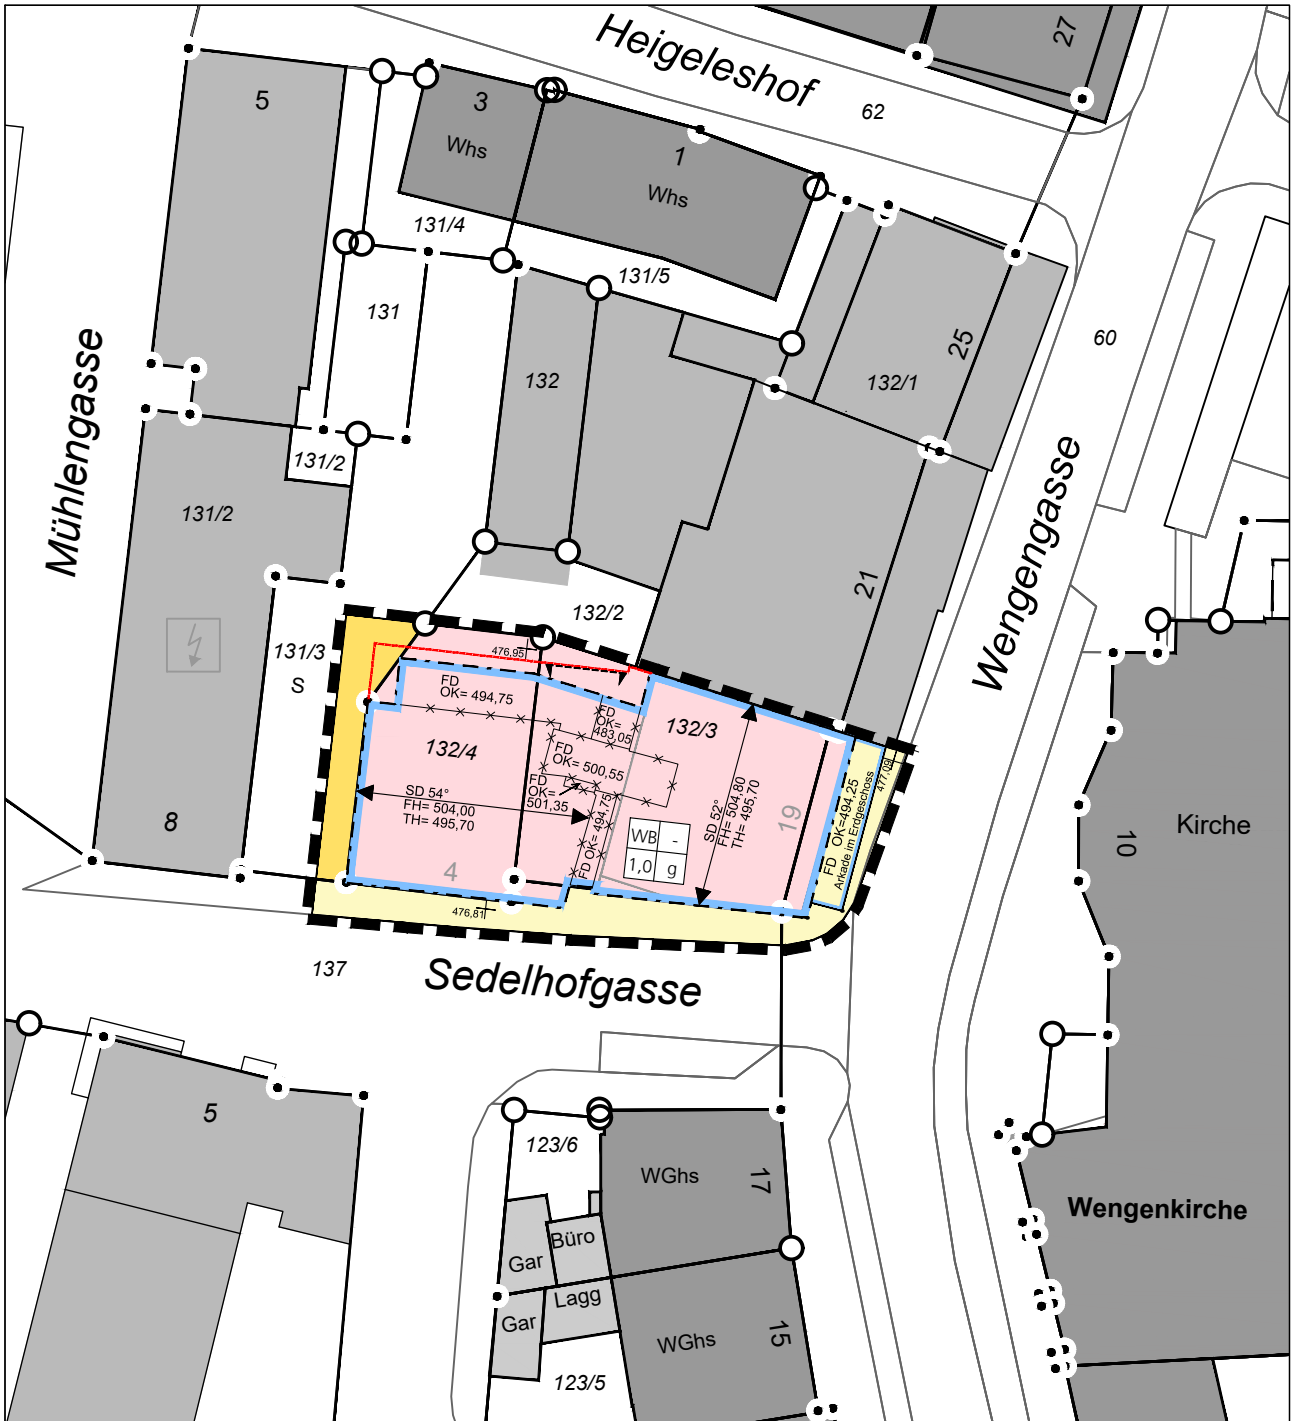 Heigeleshof
62
27
5
3
Whs
1
Whs
131/4
131/5
131
132
132/1
25
60
Mühlengasse
131/2
131/2
Wengengasse
21
132/2
131/3
S
476,95
FD
OK= 494,75
FD
OK=
483,05
132/3
132/4
FD
OK= 500,55
FD
OK=
501,35
SD 54°
FH= 504,00
TH= 495,70
FD OK= 494,75
SD 52°
FH= 504,80
TH= 495,70
WB -
1,0 g
19
FD OK=494,25
Arkade im Erdgeschoss
477,09
8
4
476,81
10
Kirche
137
Sedelhofgasse
5
123/6
WGhs
17
Wengenkirche
Gar
Büro
Lagg
Gar
WGhs
15
123/5